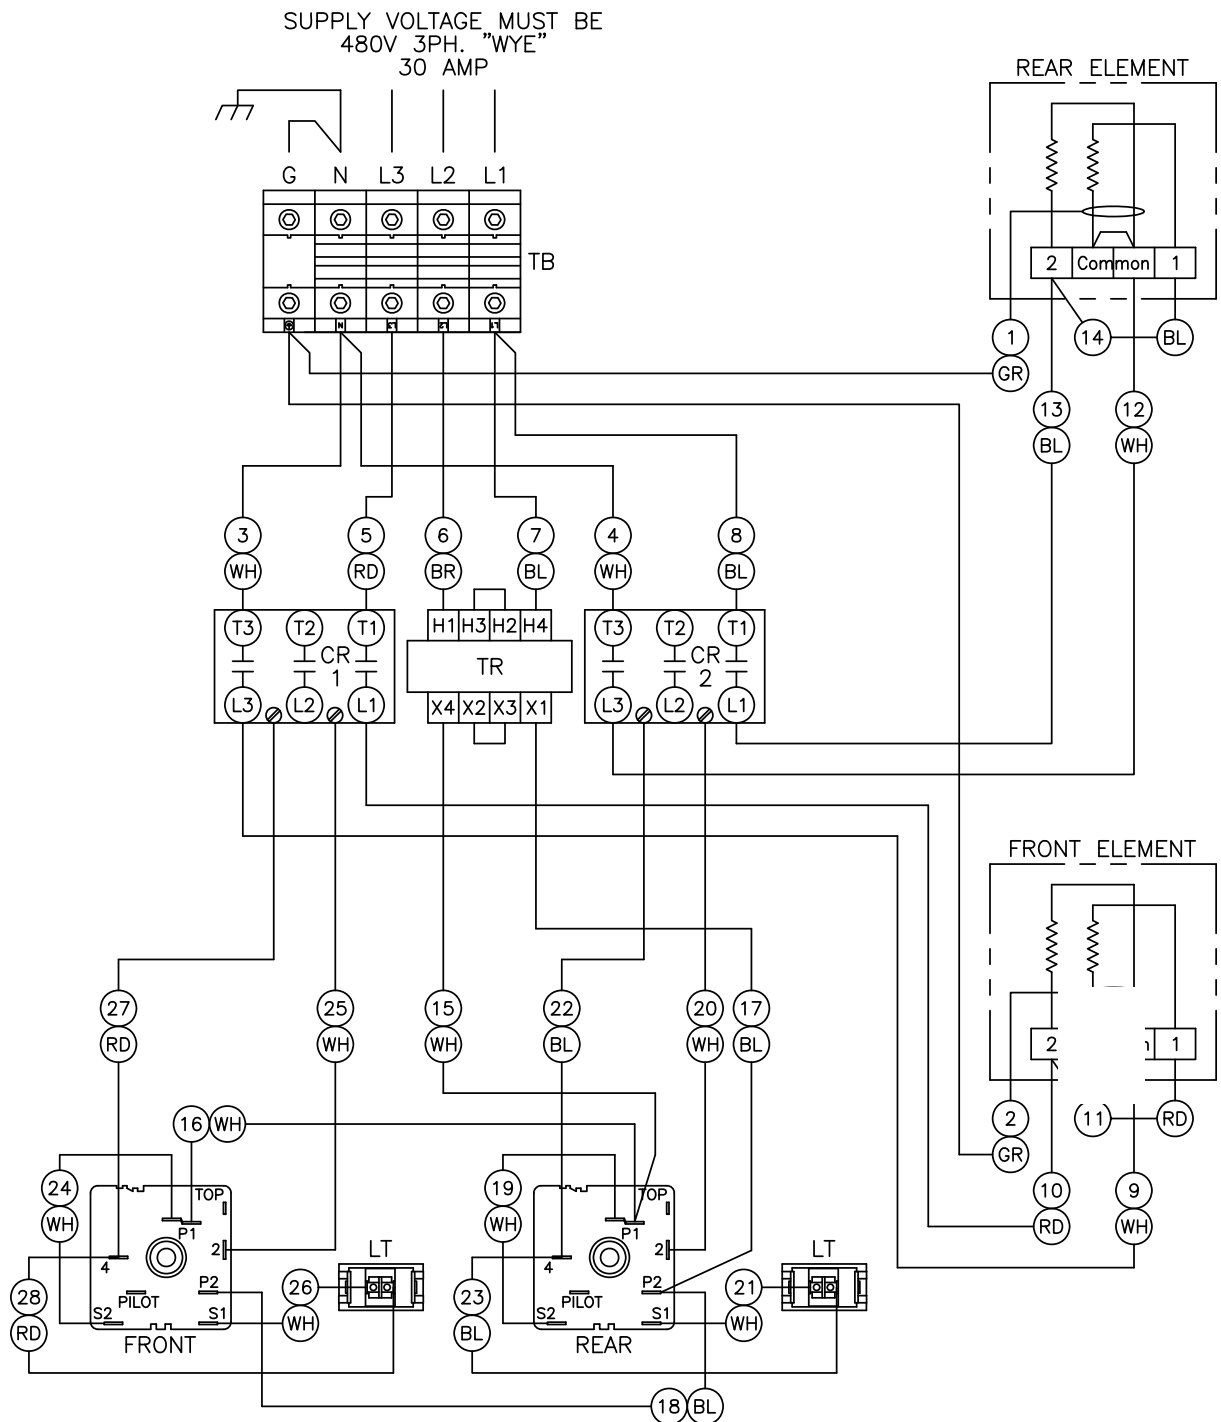 SUPPLY VOLTAGE MUST BE
480V 3PH. "WYE"
30 AMP
REAR ELEMENT
G N L3 L2 L1
TB
N L3 L2 L1
2 Common 1
1 14 BL
GR
13 12
BL WH
3 5 6 7 4 8
WH RD BR BL WH BL
T3 T2 T1 H1 H3 H2 H4 T3 T2 T1
CR CR
1 TR 2
L3 L2 L1 X4 X2 X3 X1 L3 L2 L1
FRONT ELEMENT
27 25 15 22 20 17
RD WH WH BL WH BL
2 1
2 11 RD
GR
16 WH
24 19 10 9
WH TOP WH TOP RD WH
P1 P1
4 2 LT 4 2 LT
28 P2 26 23 P2 21
RD PILOT WH BL PILOT WH
S2 S1 S2 S1
FRONT REAR
18 BL